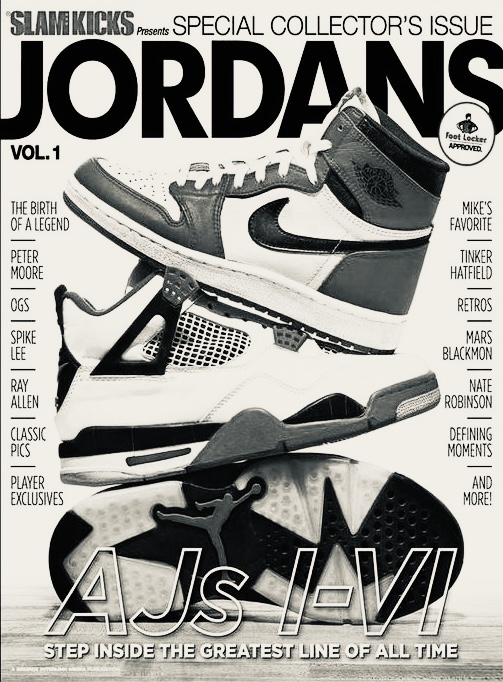 SLAMKICKS Presents SPECIAL COLLECTOR'S ISSUE
JORDANS
Foot Locker
APPROVED.
VOL. 1
THE BIRTH
OF A LEGEND
PETER
MOORE
OGS
SPIKE
LEE
RAY
ALLEN
CLASSIC
PICS
PLAYER
EXCLUSIVES
MIKE'S
FAVORITE
TINKER
HATFIELD
RETROS
MARS
BLACKMON
NATE
ROBINSON
DEFINING
MOMENTS
AND
MORE!
AJs I-VI
STEP INSIDE THE GREATEST LINE OF ALL TIME